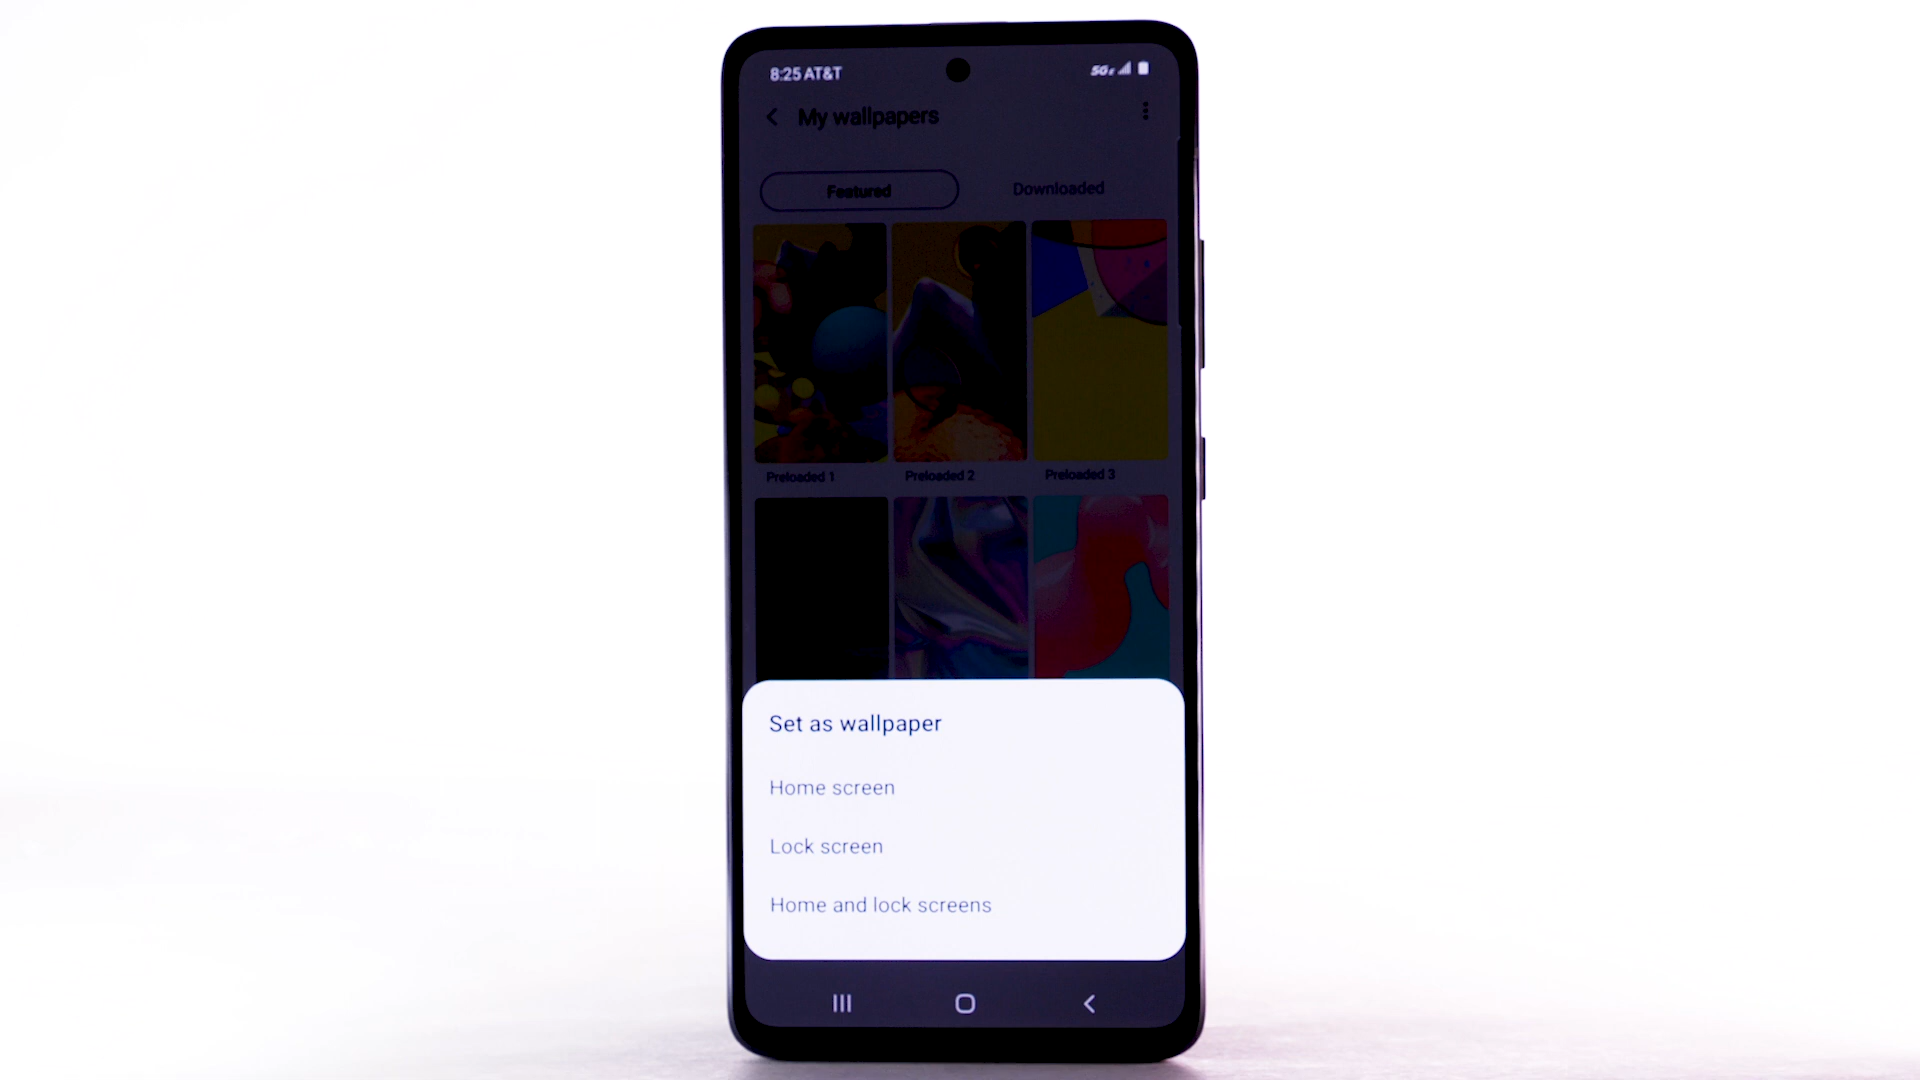 8:25 AT&T 5GE
My wallpapers
Featured Downloaded
Preloaded 1 Preloaded 2 Preloaded 3
Set as wallpaper
Home screen
Lock screen
Home and lock screens